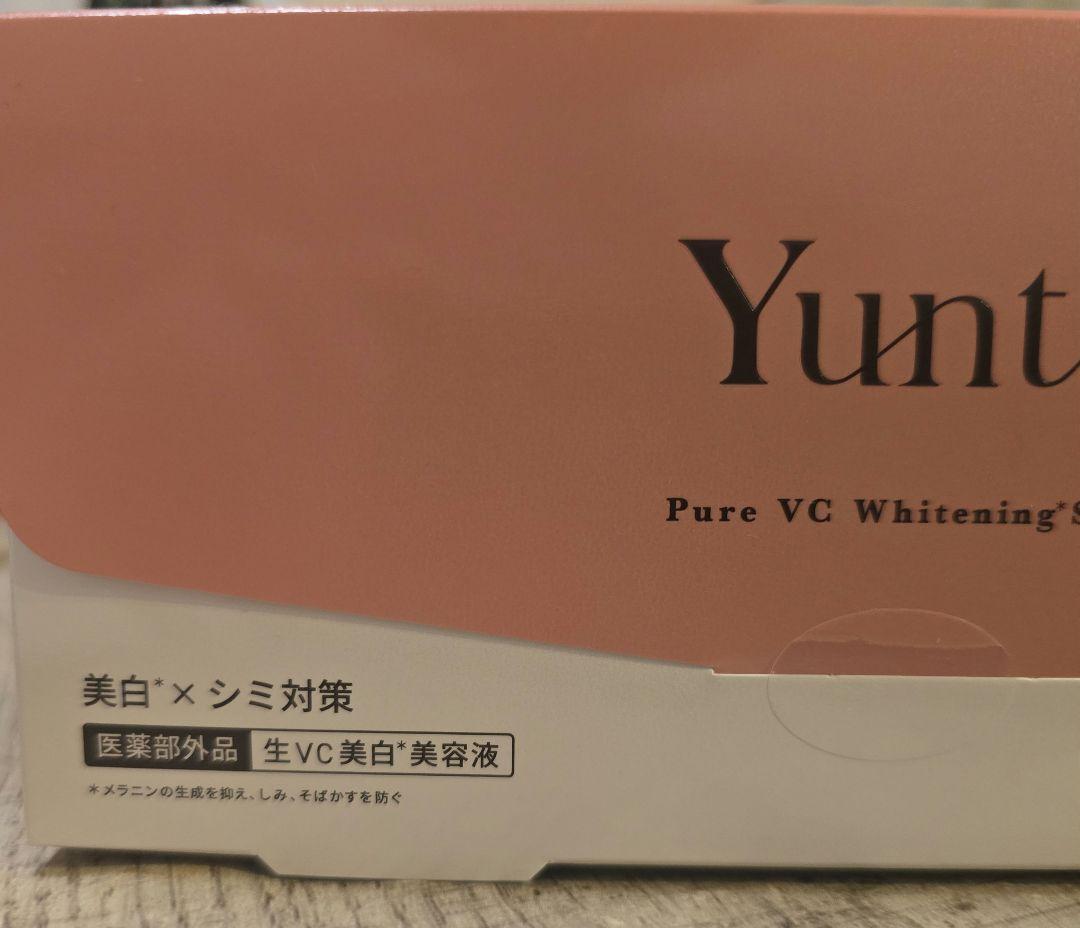 Yunt
Pure VC Whitening*S
美白*×シミ対策
医薬部外品 生VC美白*美容液
*メラニンの生成を抑え、しみ、そばかすを防ぐ